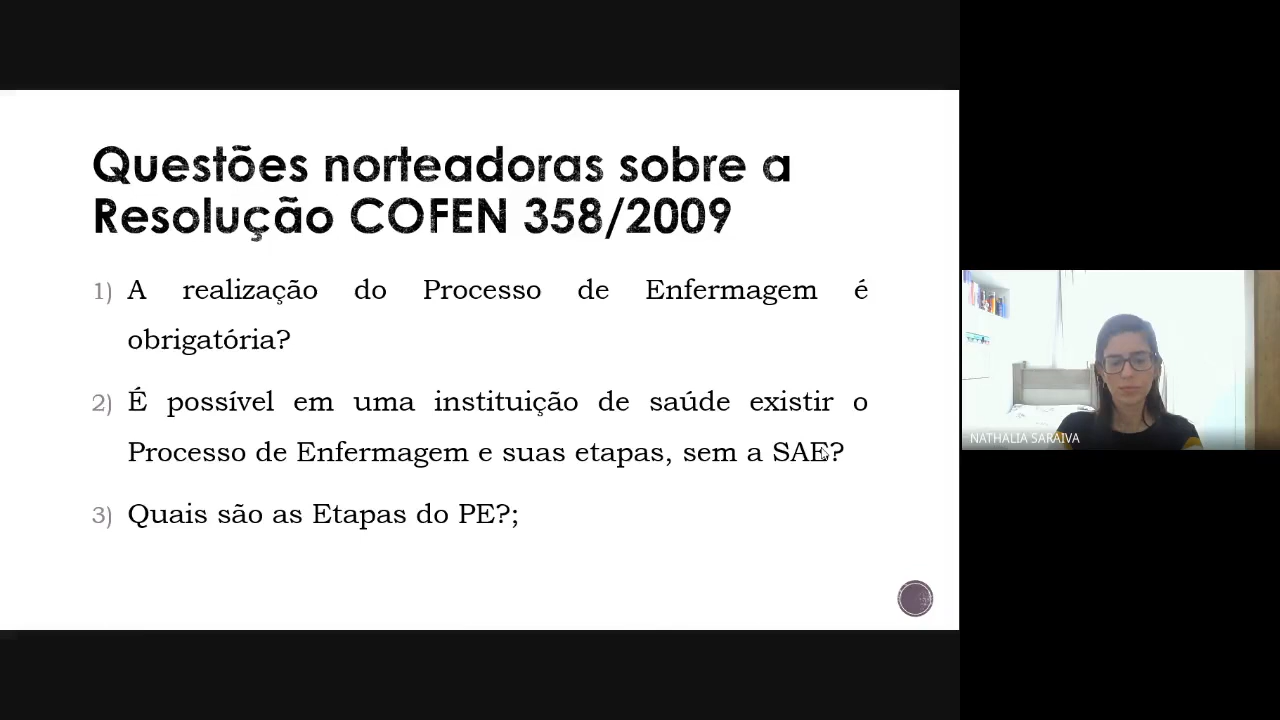 Questões norteadoras sobre a
Resolução COFEN 358/2009
1) A realização do Processo de Enfermagem é
obrigatória?
2) É possível em uma instituição de saúde existir o
Processo de Enfermagem e suas etapas, sem a SAE?
3) Quais são as Etapas do PE?;
NATHALIA SARAIVA